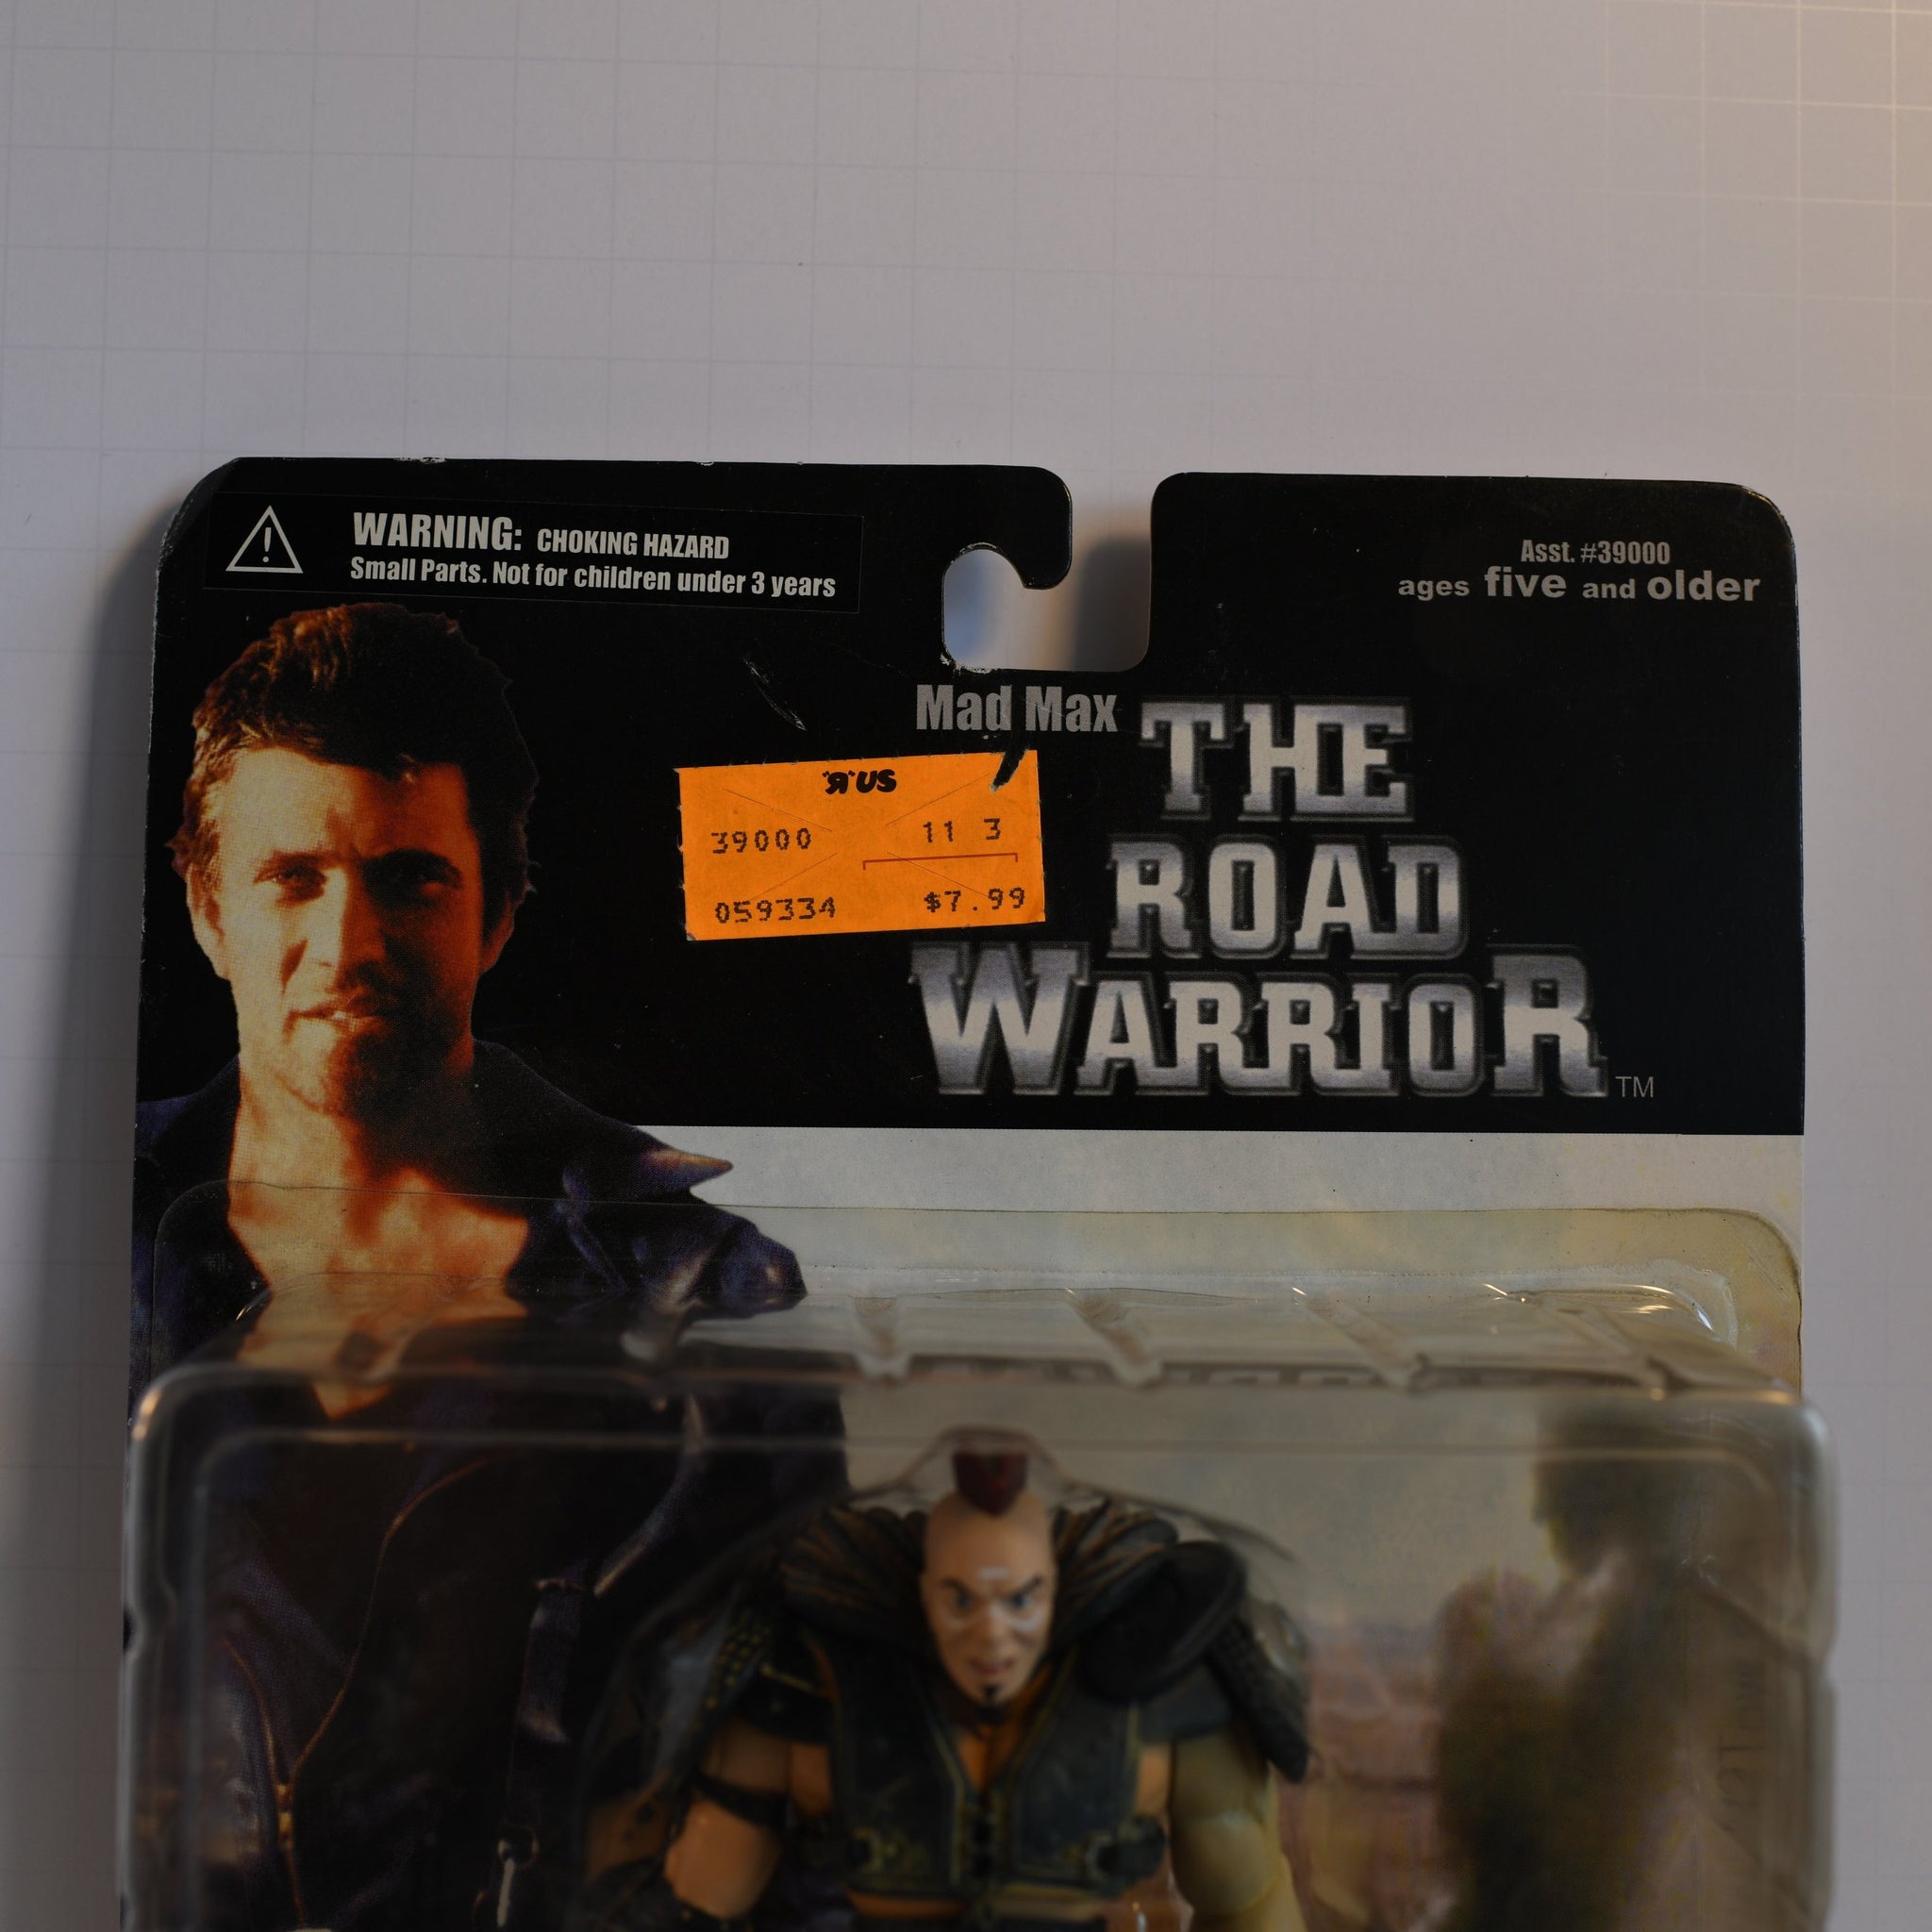 WARNING: CHOKING HAZARD
Small Parts. Not for children under 3 years
Asst. #39000
ages five and older
Mad Max
THE
ROAD
WARRIOR TM
"R"US
39000 11 3
059334 $7.99